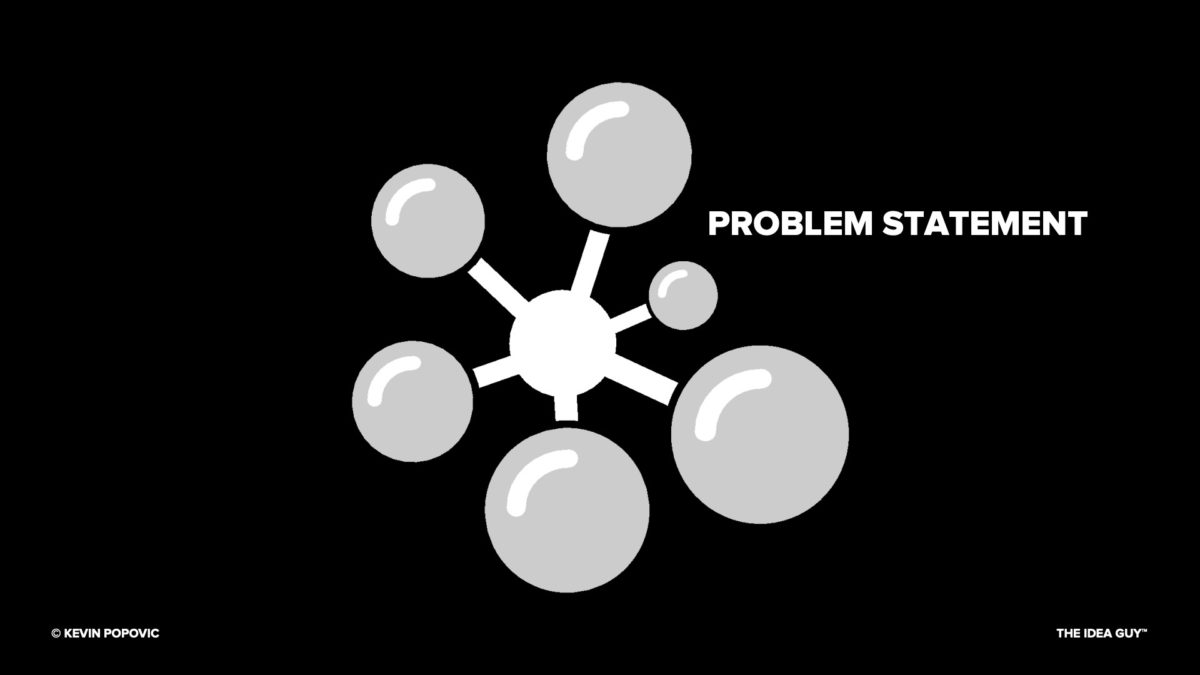 PROBLEM STATEMENT
© KEVIN POPOVIC
THE IDEA GUY™